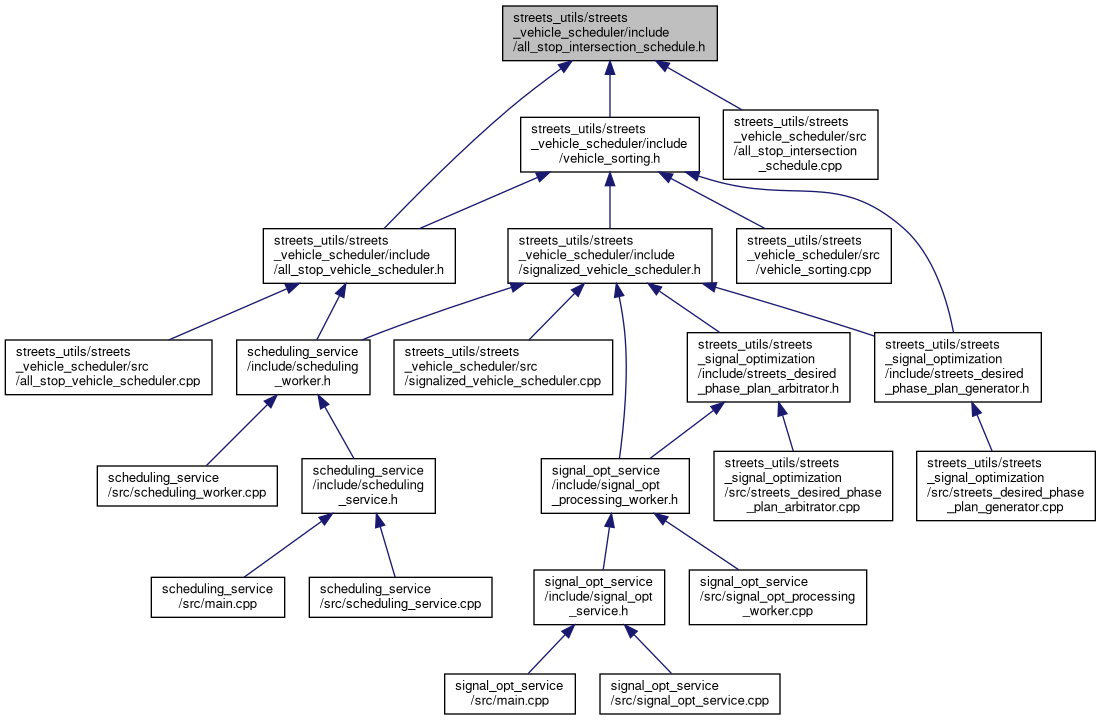 streets_utils/streets
_vehicle_scheduler/include
/all_stop_intersection_schedule.h
streets_utils/streets
_vehicle_scheduler/include
/vehicle_sorting.h
streets_utils/streets
_vehicle_scheduler/src
/all_stop_intersection
_schedule.cpp
streets_utils/streets
_vehicle_scheduler/include
/all_stop_vehicle_scheduler.h
streets_utils/streets
_vehicle_scheduler/include
/signalized_vehicle_scheduler.h
streets_utils/streets
_vehicle_scheduler/src
/vehicle_sorting.cpp
streets_utils/streets
_vehicle_scheduler/src
/all_stop_vehicle_scheduler.cpp
scheduling_service
/include/scheduling
_worker.h
streets_utils/streets
_vehicle_scheduler/src
/signalized_vehicle_scheduler.cpp
streets_utils/streets
_signal_optimization
/include/streets_desired
_phase_plan_arbitrator.h
streets_utils/streets
_signal_optimization
/include/streets_desired
_phase_plan_generator.h
scheduling_service
/src/scheduling_worker.cpp
scheduling_service
/include/scheduling
_service.h
signal_opt_service
/include/signal_opt
_processing_worker.h
streets_utils/streets
_signal_optimization
/src/streets_desired_phase
_plan_arbitrator.cpp
streets_utils/streets
_signal_optimization
/src/streets_desired_phase
_plan_generator.cpp
scheduling_service
/src/main.cpp
scheduling_service
/src/scheduling_service.cpp
signal_opt_service
/include/signal_opt
_service.h
signal_opt_service
/src/signal_opt_processing
_worker.cpp
signal_opt_service
/src/main.cpp
signal_opt_service
/src/signal_opt_service.cpp